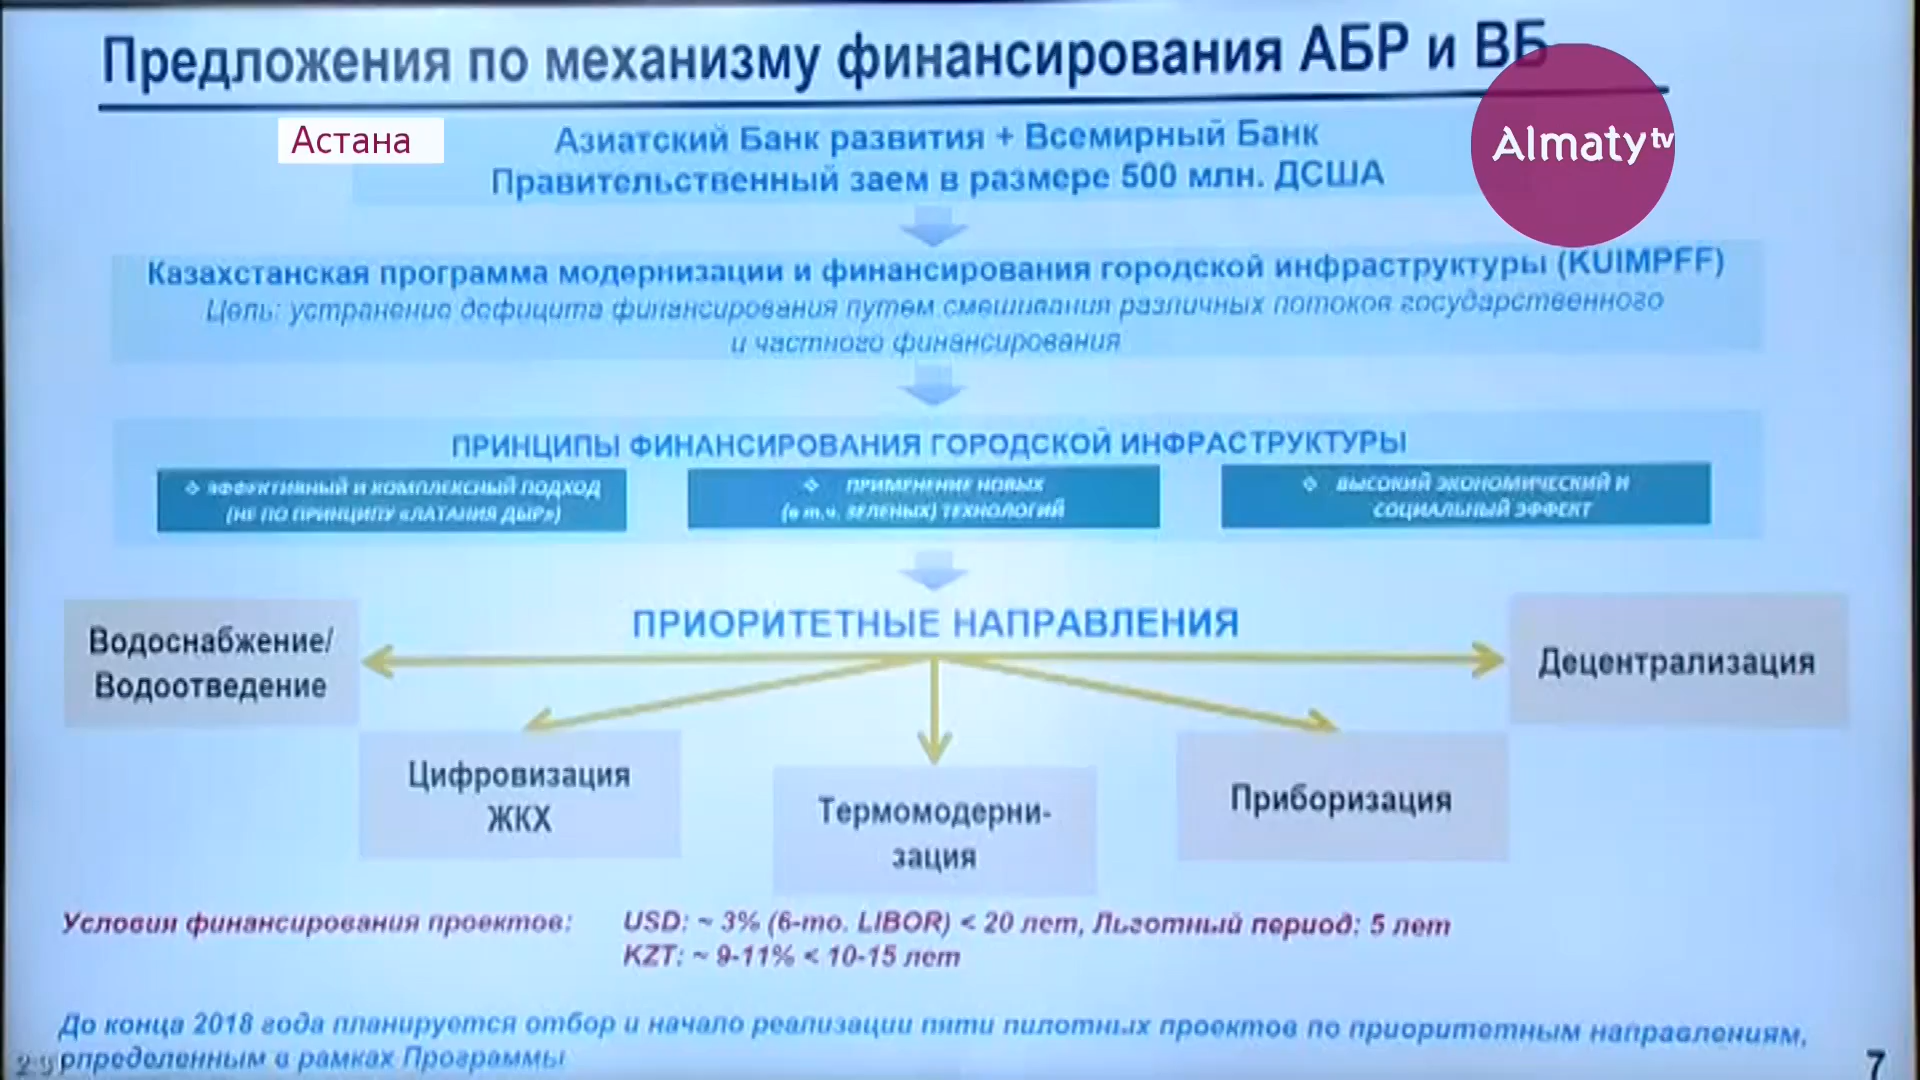 Предложения по механизму финансирования АБР и ВБ
Almaty tv
Астана
Азиатский Банк развития + Всемирный Банк
Правительственный заем в размере 500 млн. ДСША
Казахстанская программа модернизации и финансирования городской инфраструктуры (KUIMPFF)
Цель: устранение дефицита финансирования путем смешивания различных потоков государственного
и частного финансирования
ПРИНЦИПЫ ФИНАНСИРОВАНИЯ ГОРОДСКОЙ ИНФРАСТРУКТУРЫ
❖ ЭФФЕКТИВНЫЙ И КОМПЛЕКСНЫЙ ПОДХОД
(НЕ ПО ПРИНЦИПУ «ЛАТАНИЯ ДЫР»)
❖ ПРИМЕНЕНИЕ НОВЫХ
(в т.ч. ЗЕЛЕНЫХ) ТЕХНОЛОГИЙ
❖ ВЫСОКИЙ ЭКОНОМИЧЕСКИЙ И
СОЦИАЛЬНЫЙ ЭФФЕКТ
ПРИОРИТЕТНЫЕ НАПРАВЛЕНИЯ
Водоснабжение/
Водоотведение
Цифровизация
ЖКХ
Термомодерни-
зация
Приборизация
Децентрализация
Условия финансирования проектов:
USD: ~ 3% (6-mo. LIBOR) < 20 лет, Льготный период: 5 лет
KZT: ~ 9-11% < 10-15 лет
До конца 2018 года планируется отбор и начало реализации пяти пилотных проектов по приоритетным направлениям,
определенным в рамках Программы
7